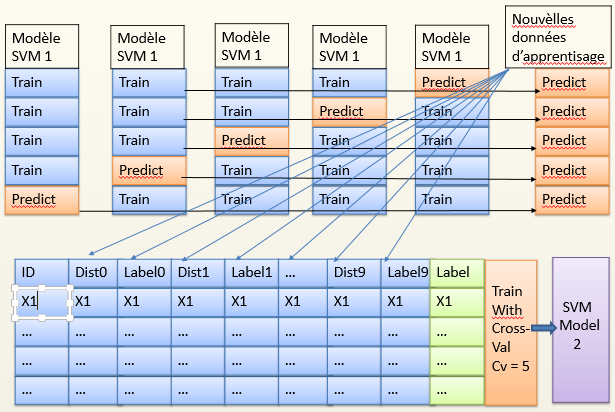 Modèle
SVM 1
Modèle
SVM 1
Modèle
SVM 1
Modèle
SVM 1
Modèle
SVM 1
Nouvèlles
données
d'apprentisage
Train
Train
Train
Train
Predict
Predict
Train
Train
Train
Predict
Train
Predict
Train
Train
Predict
Train
Train
Predict
Train
Predict
Train
Train
Train
Predict
Predict
Train
Train
Train
Train
Predict
ID Dist0 Label0 Dist1 Label1 ... Dist9 Label9 Label
X1 X1 X1 X1 X1 X1 X1 X1 X1
... ... ... ... ... ... ... ... ...
... ... ... ... ... ... ... ... ...
... ... ... ... ... ... ... ... ...
Train
With
Cross-
Val
Cv = 5
SVM
Model
2